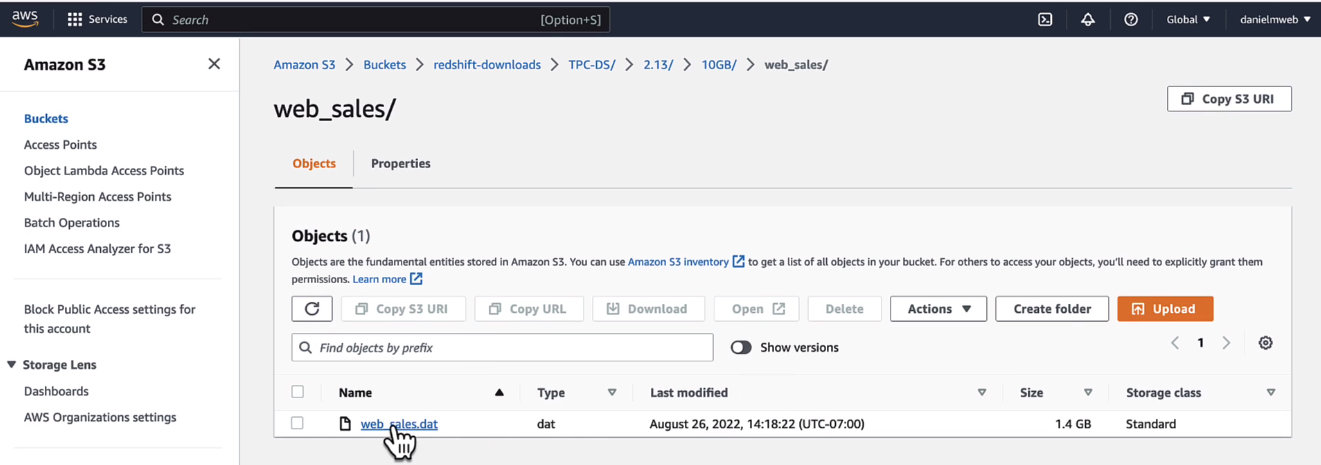 aws Services Search [Option+S] Global danielmweb
Amazon S3
Buckets
Access Points
Object Lambda Access Points
Multi-Region Access Points
Batch Operations
IAM Access Analyzer for S3
Block Public Access settings for
this account
Storage Lens
Dashboards
AWS Organizations settings
Amazon S3 Buckets redshift-downloads TPC-DS/ 2.13/ 10GB/ web_sales/
web_sales/
Copy S3 URI
Objects Properties
Objects (1)
Objects are the fundamental entities stored in Amazon S3. You can use Amazon S3 inventory to get a list of all objects in your bucket. For others to access your objects, you'll need to explicitly grant them
permissions. Learn more
Copy S3 URI Copy URL Download Open Delete Actions Create folder Upload
Find objects by prefix Show versions 1
Name Type Last modified Size Storage class
web_sales.dat dat August 26, 2022, 14:18:22 (UTC-07:00) 1.4 GB Standard